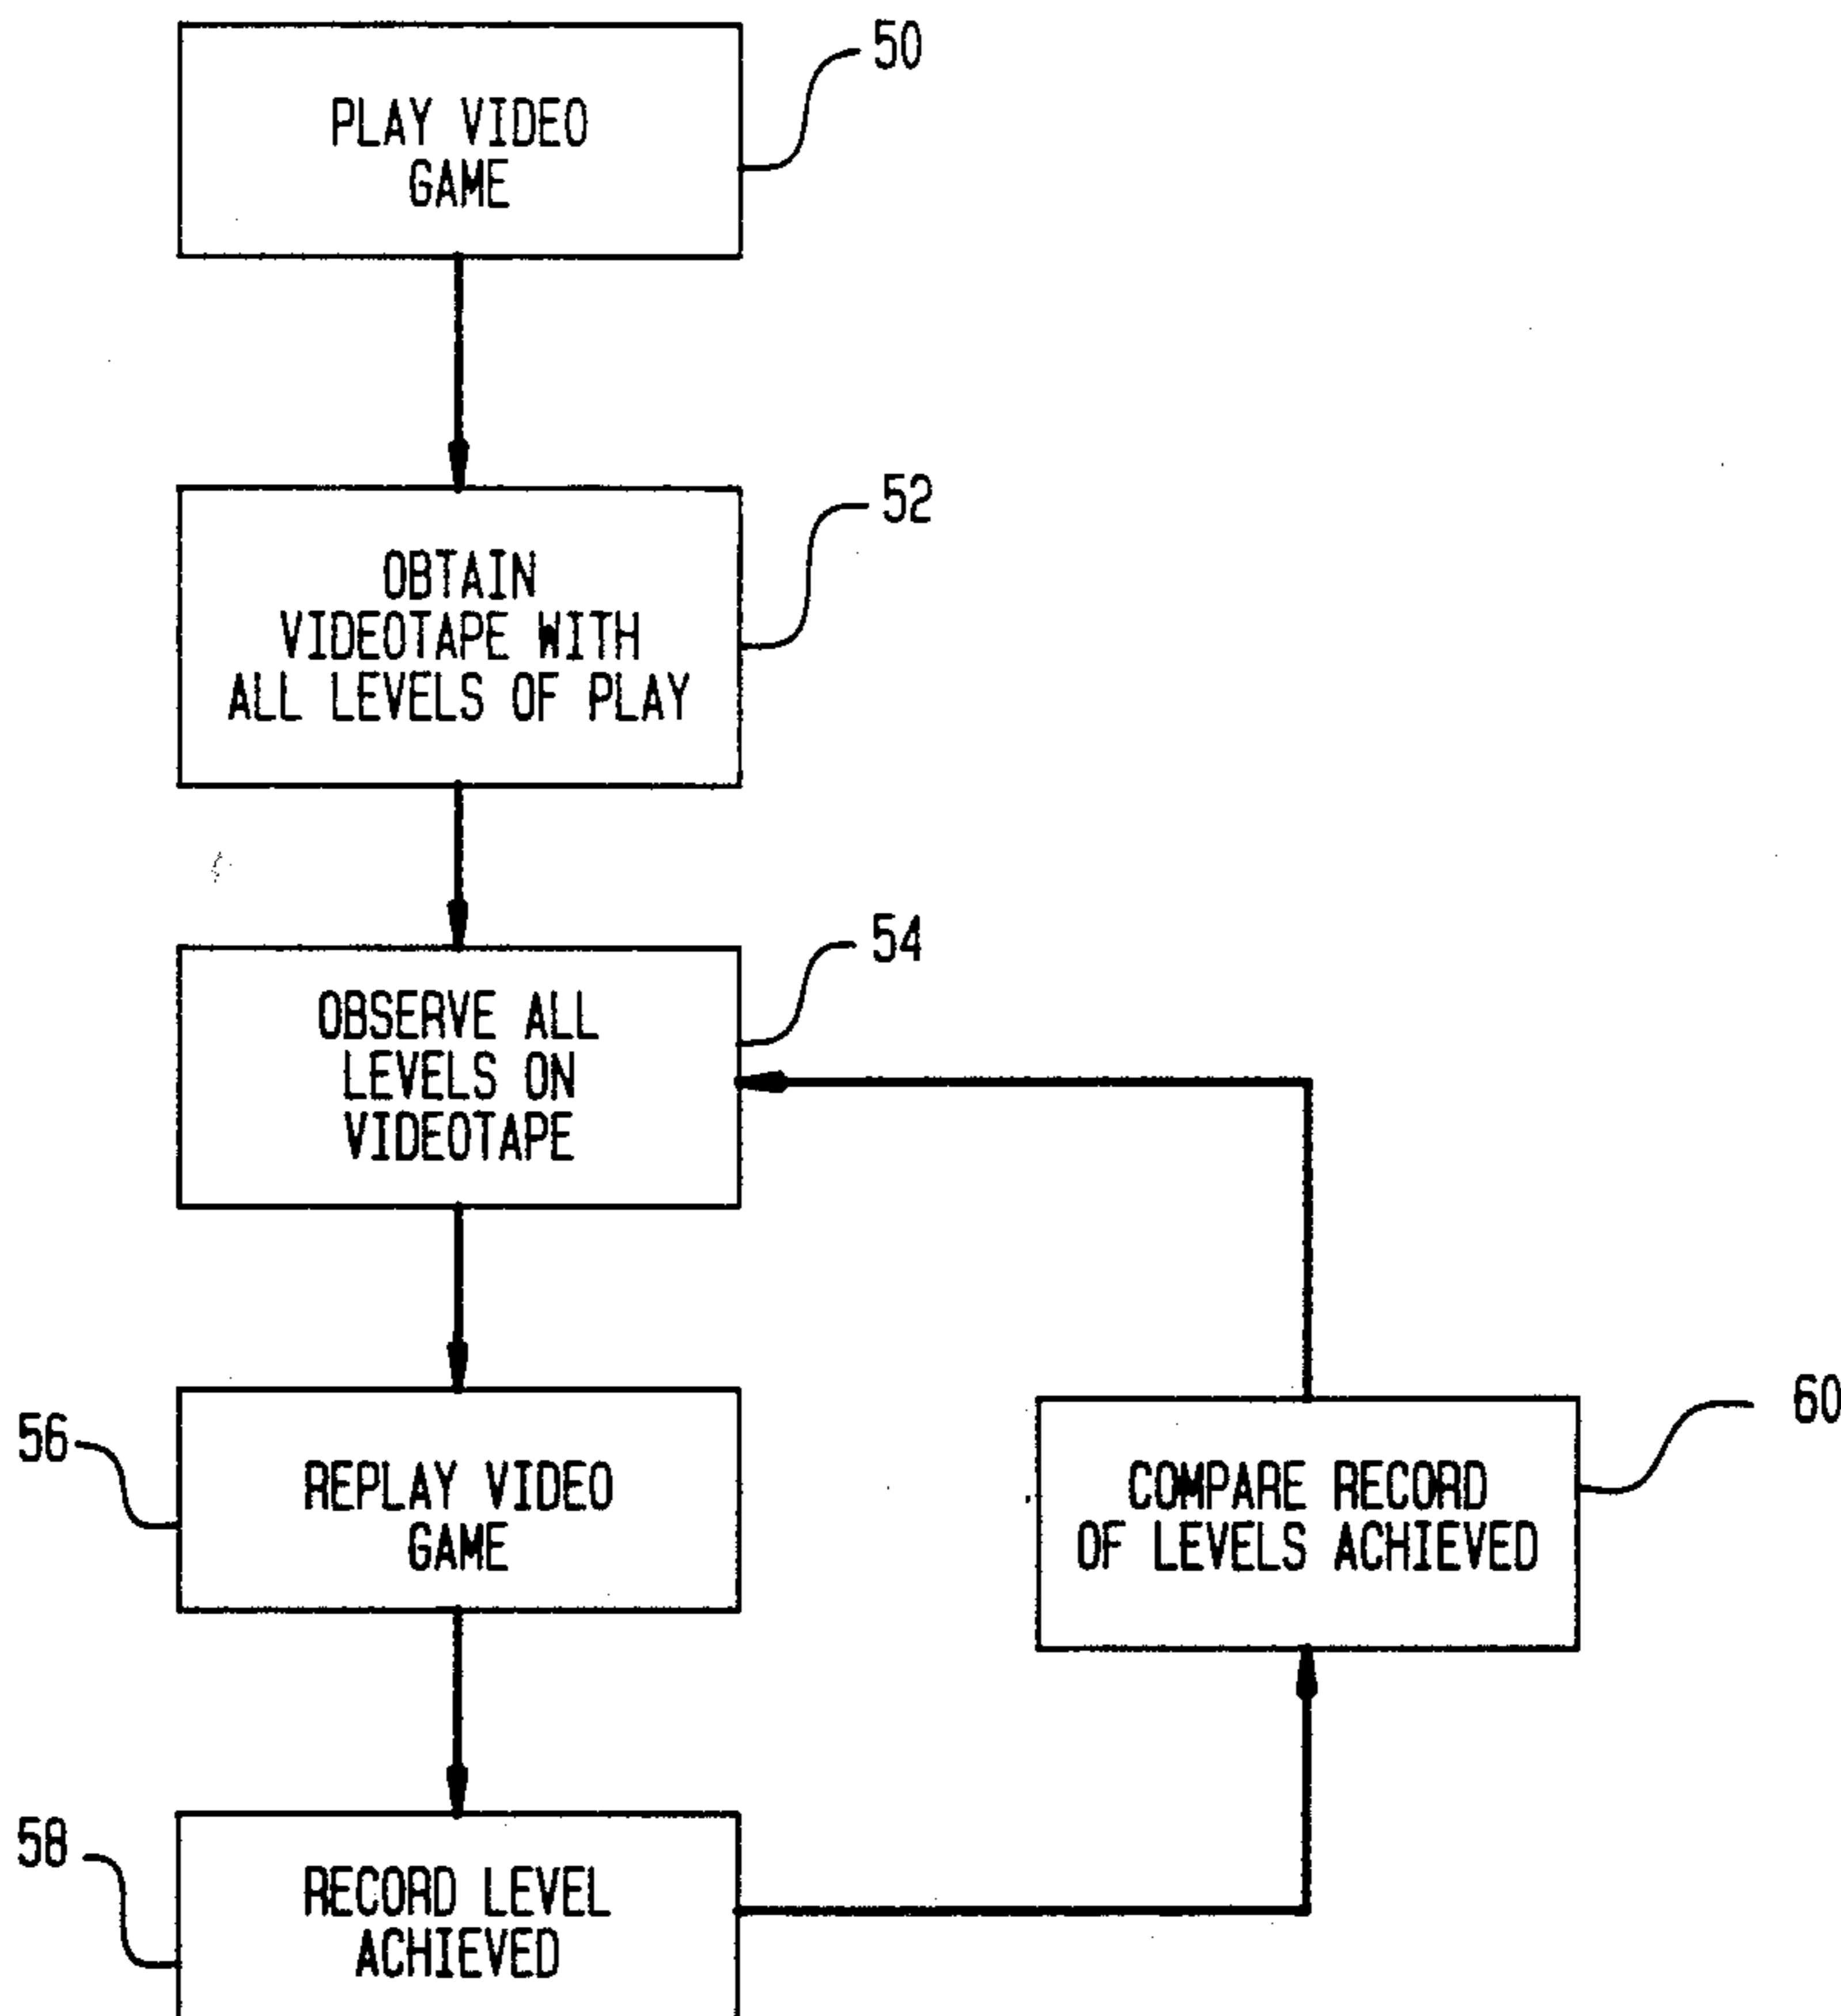 50
PLAY VIDEO
GAME
52
OBTAIN
VIDEOTAPE WITH
ALL LEVELS OF PLAY
54
OBSERVE ALL
LEVELS ON
VIDEOTAPE
56
REPLAY VIDEO
GAME
60
COMPARE RECORD
OF LEVELS ACHIEVED
58
RECORD LEVEL
ACHIEVED